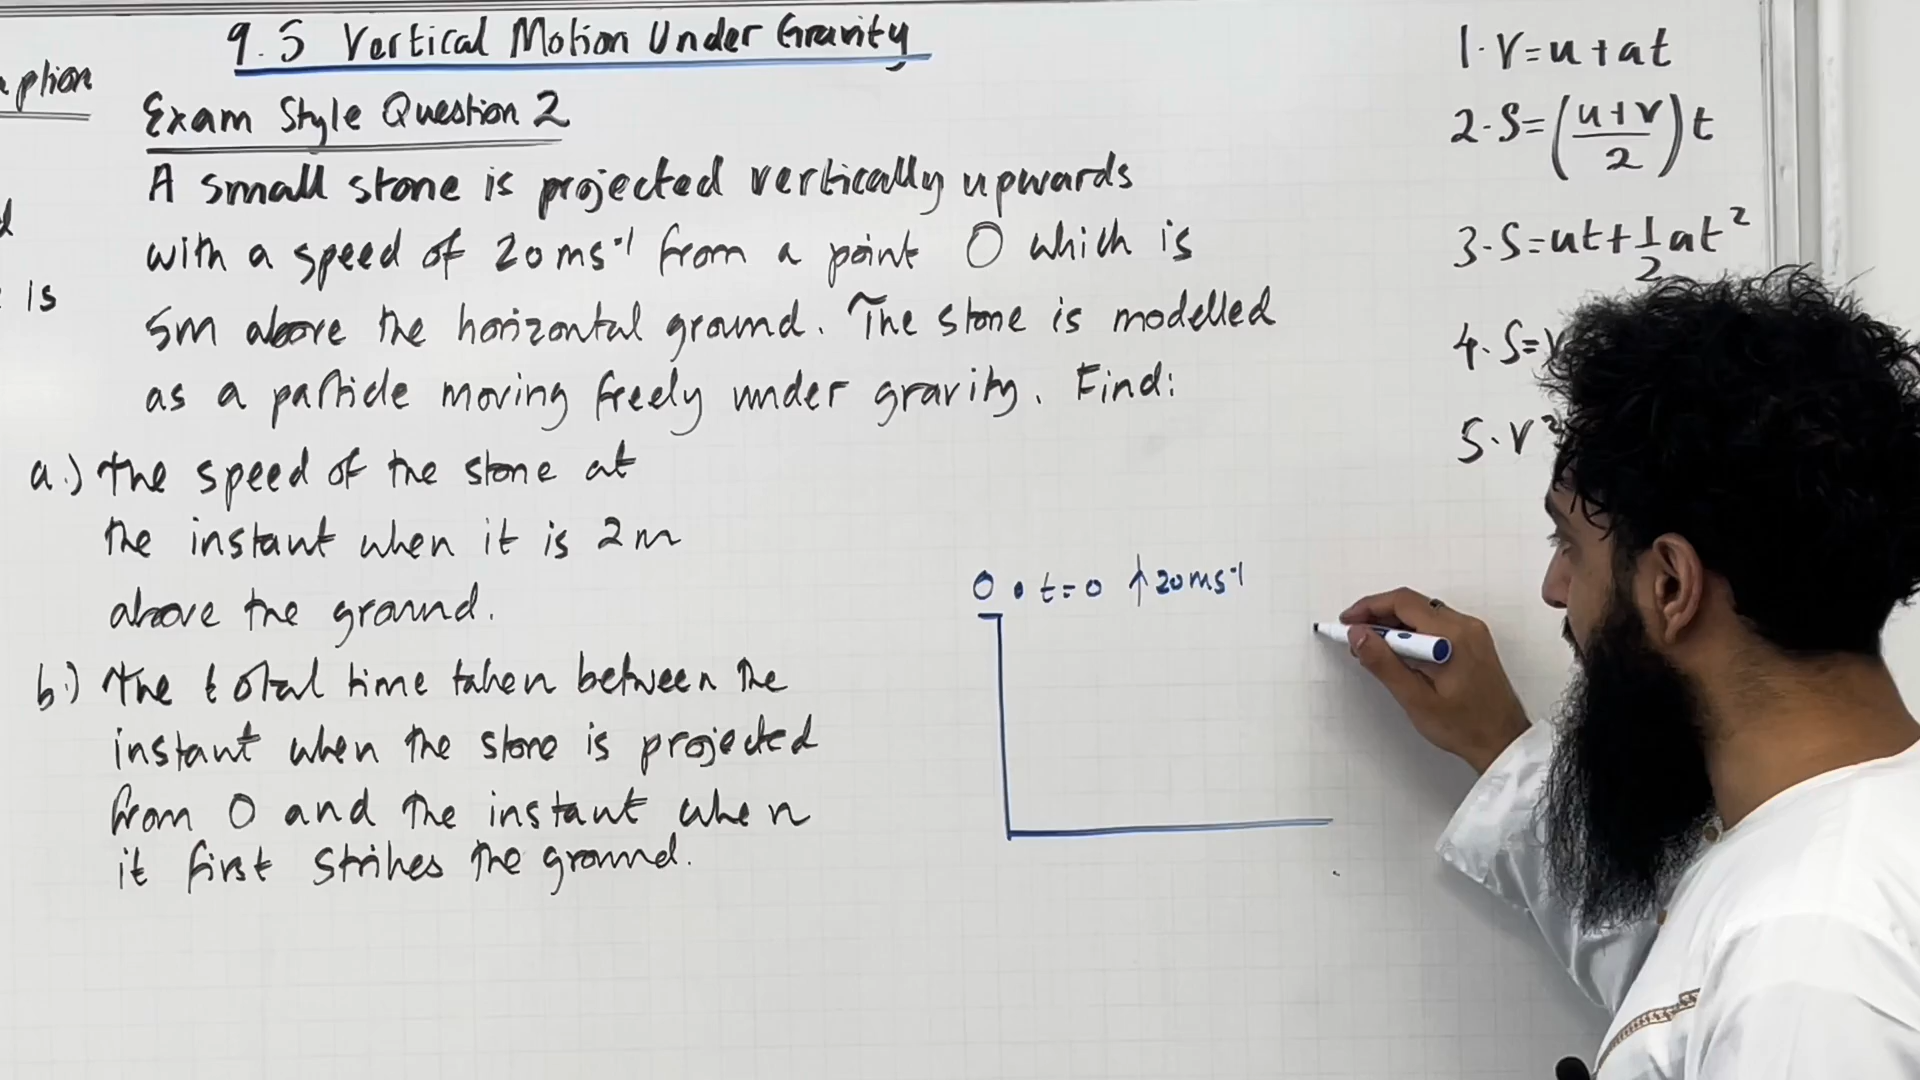 9.5 Vertical Motion Under Gravity
Exam Style Question 2
A small stone is projected vertically upwards
with a speed of 20ms⁻¹ from a point O which is
5m above the horizontal ground. The stone is modelled
as a particle moving freely under gravity. Find:
a.) The speed of the stone at
the instant when it is 2m
above the ground.
b.) The total time taken between the
instant when the stone is projected
from O and the instant when
it first strikes the ground.
is
O • t=0 ↑20ms⁻¹
1. V=u+at
2. S=((u+v)/2)t
3. S=ut+1/2at²
4. S=
5. V²